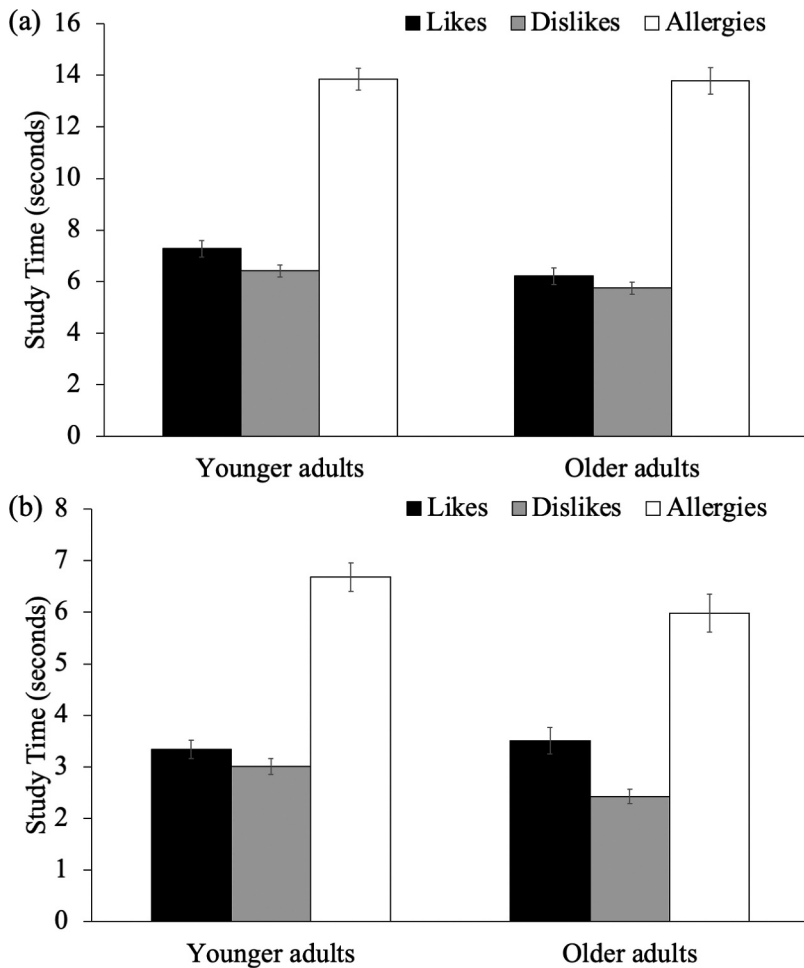 (a)
Likes Dislikes Allergies
Study Time (seconds)
16
14
12
10
8
6
4
2
0
Younger adults Older adults
(b)
Likes Dislikes Allergies
Study Time (seconds)
8
7
6
5
4
3
2
1
0
Younger adults Older adults